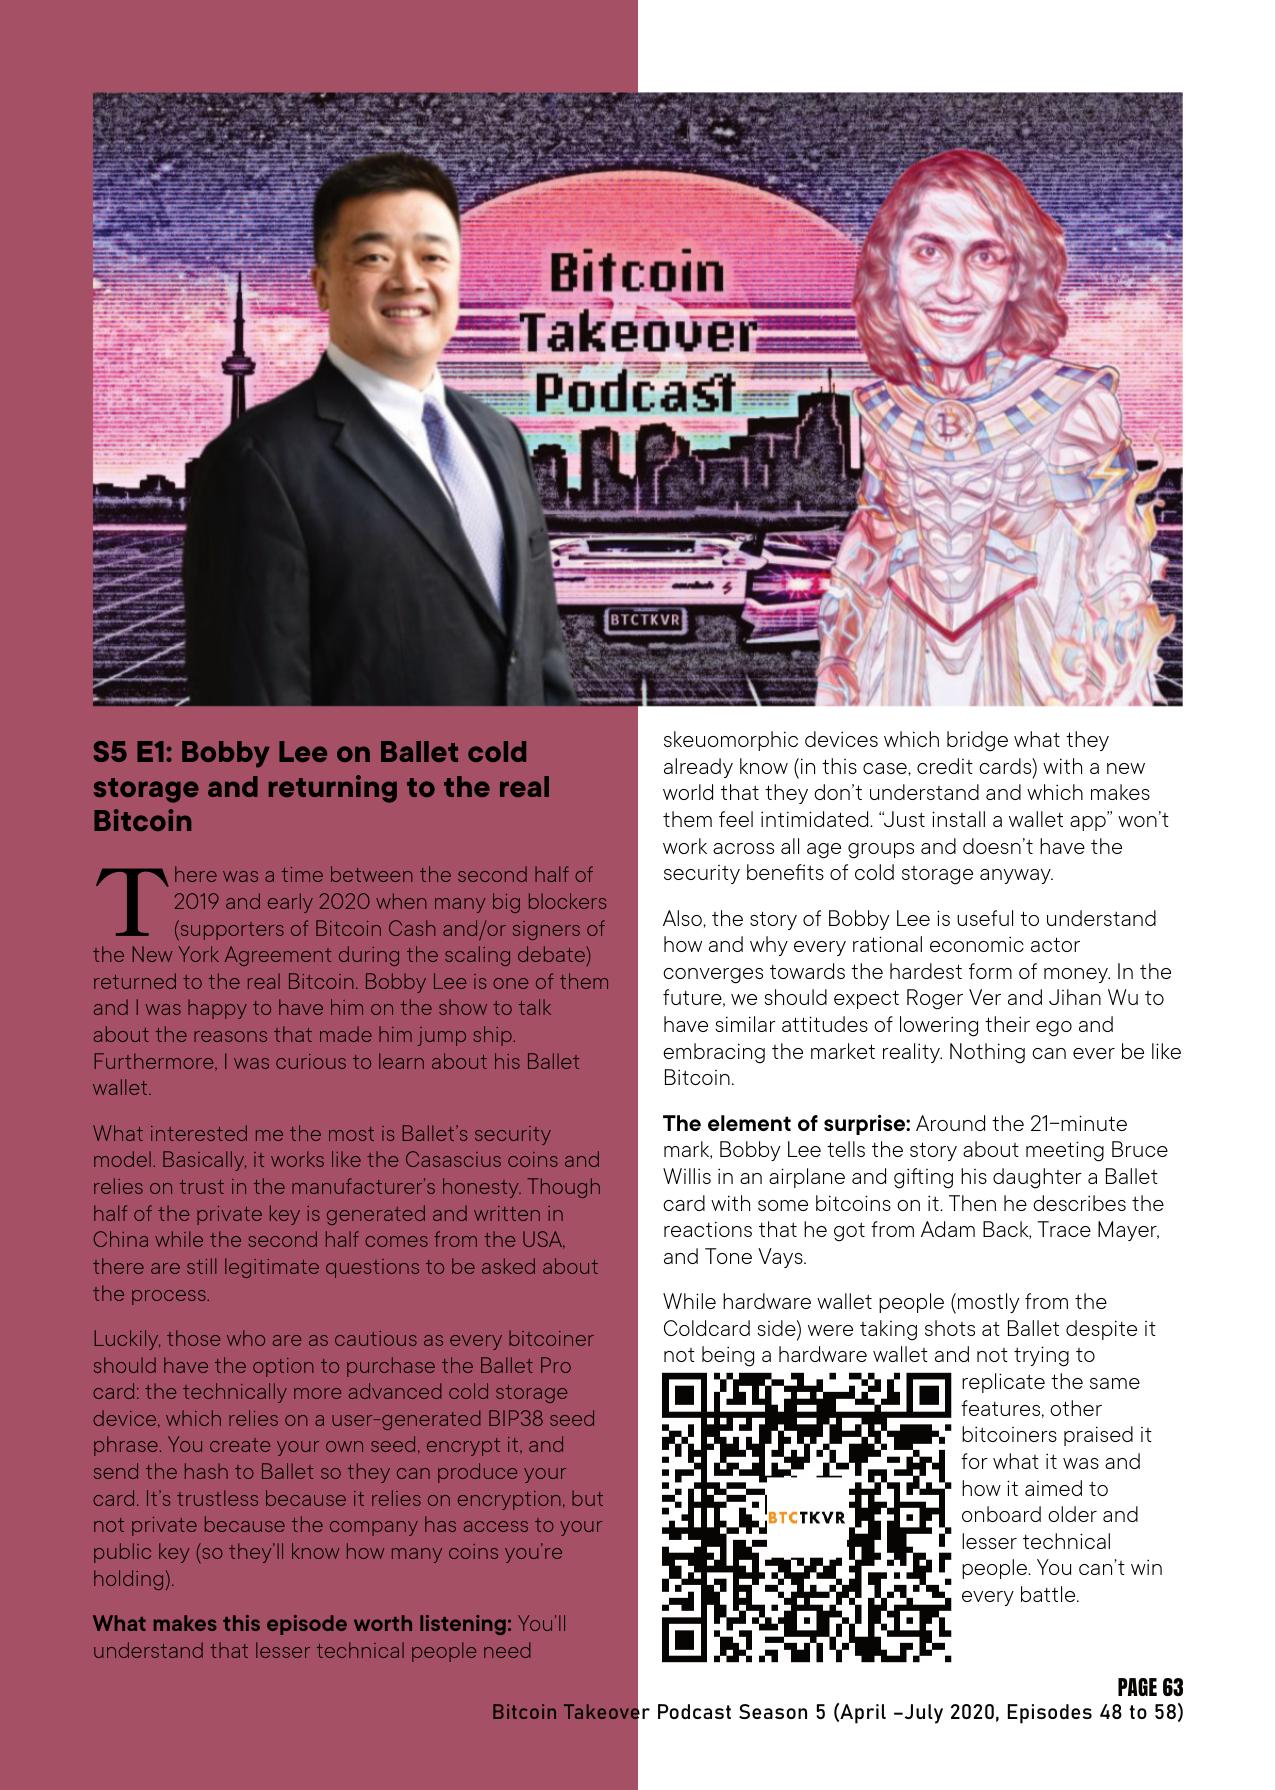 Bitcoin
Takeover
Podcast
BTCTKVR
S5 E1: Bobby Lee on Ballet cold
storage and returning to the real
Bitcoin
There was a time between the second half of
2019 and early 2020 when many big blockers
(supporters of Bitcoin Cash and/or signers of
the New York Agreement during the scaling debate)
returned to the real Bitcoin. Bobby Lee is one of them
and I was happy to have him on the show to talk
about the reasons that made him jump ship.
Furthermore, I was curious to learn about his Ballet
wallet.
What interested me the most is Ballet’s security
model. Basically, it works like the Casascius coins and
relies on trust in the manufacturer’s honesty. Though
half of the private key is generated and written in
China while the second half comes from the USA,
there are still legitimate questions to be asked about
the process.
Luckily, those who are as cautious as every bitcoiner
should have the option to purchase the Ballet Pro
card: the technically more advanced cold storage
device, which relies on a user-generated BIP38 seed
phrase. You create your own seed, encrypt it, and
send the hash to Ballet so they can produce your
card. It’s trustless because it relies on encryption, but
not private because the company has access to your
public key (so they’ll know how many coins you’re
holding).
What makes this episode worth listening: You’ll
understand that lesser technical people need
skeuomorphic devices which bridge what they
already know (in this case, credit cards) with a new
world that they don’t understand and which makes
them feel intimidated. “Just install a wallet app” won’t
work across all age groups and doesn’t have the
security benefits of cold storage anyway.
Also, the story of Bobby Lee is useful to understand
how and why every rational economic actor
converges towards the hardest form of money. In the
future, we should expect Roger Ver and Jihan Wu to
have similar attitudes of lowering their ego and
embracing the market reality. Nothing can ever be like
Bitcoin.
The element of surprise: Around the 21-minute
mark, Bobby Lee tells the story about meeting Bruce
Willis in an airplane and gifting his daughter a Ballet
card with some bitcoins on it. Then he describes the
reactions that he got from Adam Back, Trace Mayer,
and Tone Vays.
While hardware wallet people (mostly from the
Coldcard side) were taking shots at Ballet despite it
not being a hardware wallet and not trying to
replicate the same
features, other
bitcoiners praised it
for what it was and
how it aimed to
onboard older and
lesser technical
people. You can’t win
every battle.
BTCTKVR
PAGE 63
Bitcoin Takeover Podcast Season 5 (April –July 2020, Episodes 48 to 58)